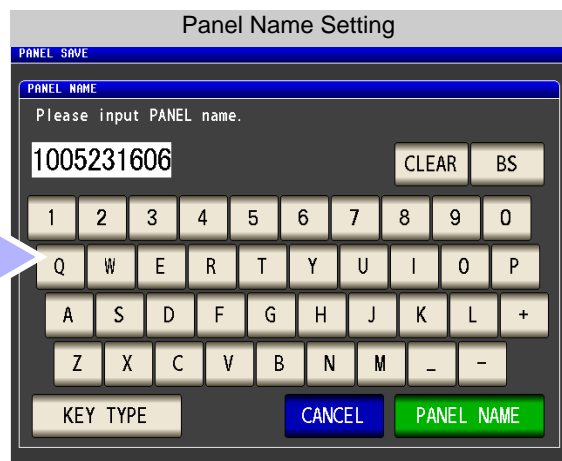 Panel Name Setting
PANEL SAVE
PANEL NAME
Please input PANEL name.
1005231606 CLEAR BS
1 2 3 4 5 6 7 8 9 0
Q W E R T Y U I O P
A S D F G H J K L +
Z X C V B N M _ -
KEY TYPE CANCEL PANEL NAME